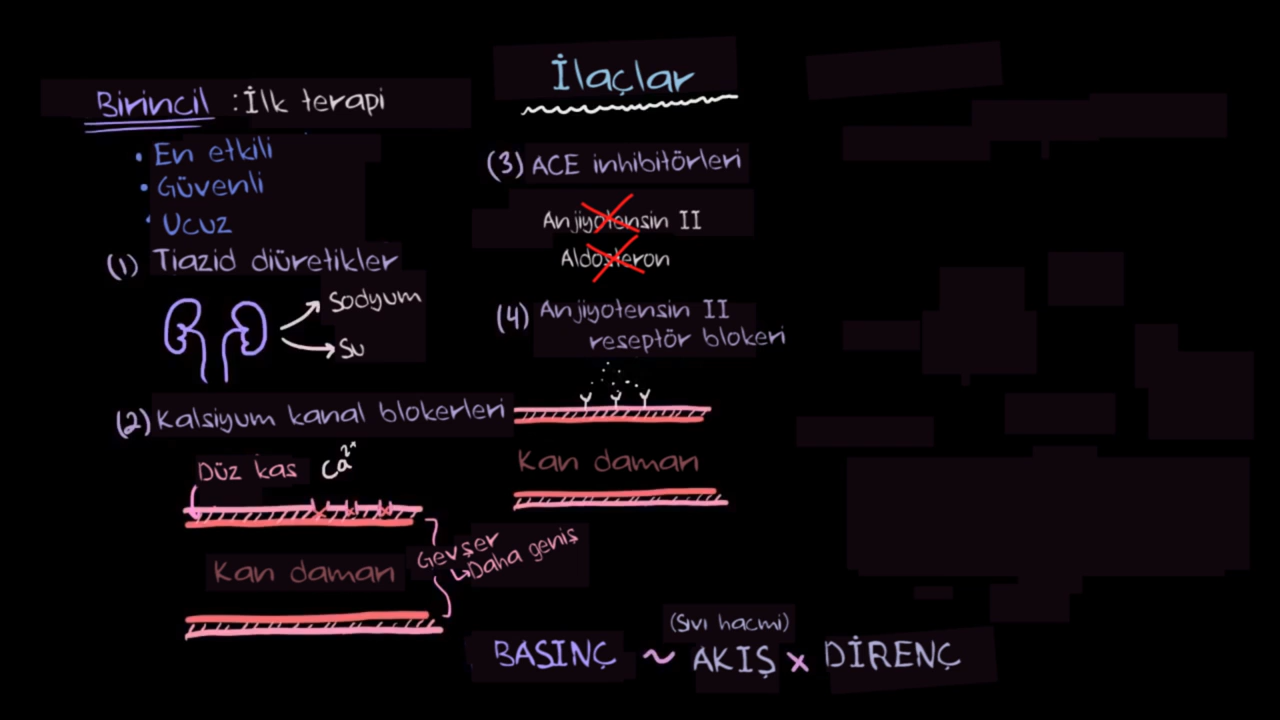 İlaçlar
Birincil : İlk terapi
• En etkili
• Güvenli
• Ucuz
(1) Tiazid diüretikler
Sodyum
Su
(2) Kalsiyum kanal blokerleri
Düz kas
Ca²⁺
Kan damarı
Gevşer
↳Daha geniş
(3) ACE inhibitörleri
Anjiyotensin II
Aldosteron
(4) Anjiyotensin II
reseptör blokeri
Kan damarı
(Sıvı hacmi)
BASINÇ ~ AKIŞ x DİRENÇ